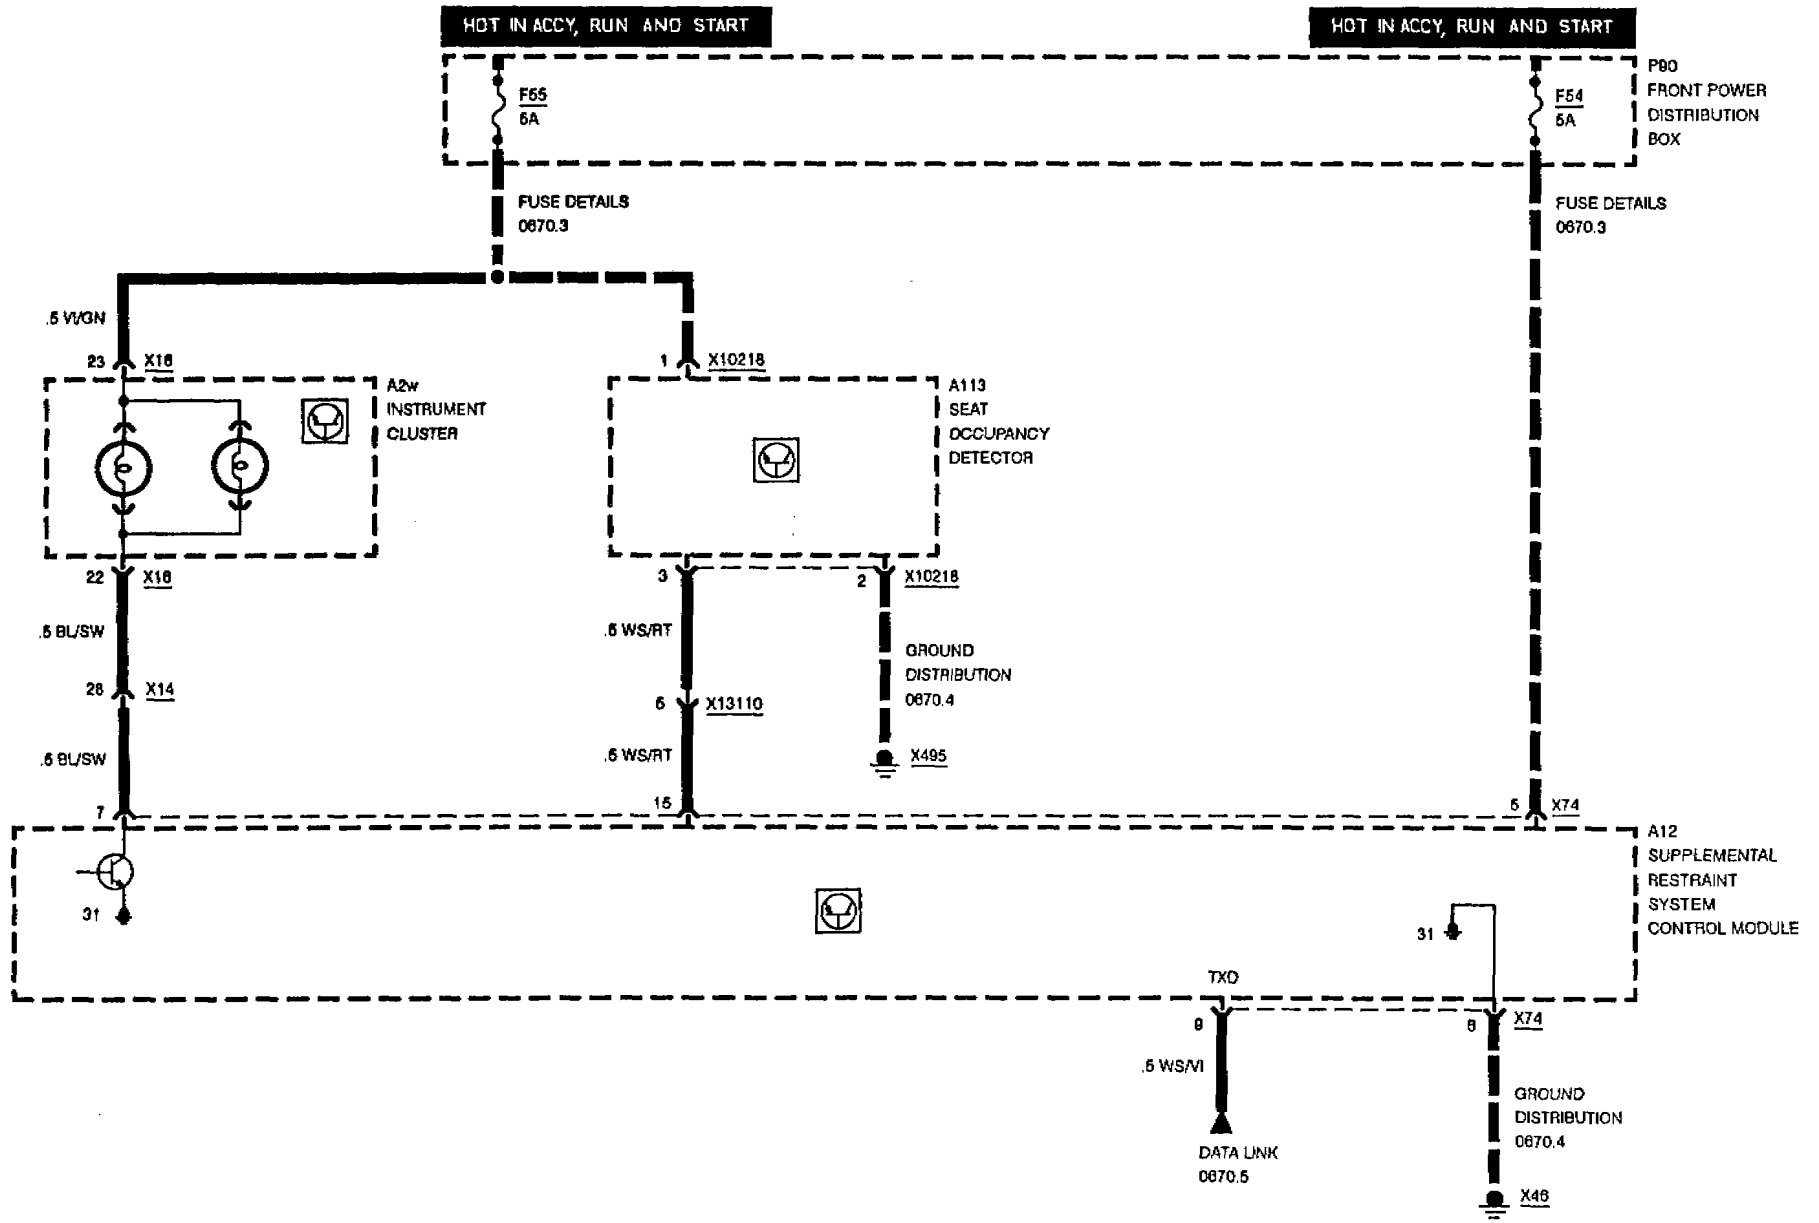 HOT IN ACCY, RUN AND START
HOT IN ACCY, RUN AND START
P90
FRONT POWER
DISTRIBUTION
BOX
F55
5A
F54
5A
FUSE DETAILS
0670.3
FUSE DETAILS
0670.3
.5 VI/GN
23
X16
1
X10218
A2w
INSTRUMENT
CLUSTER
A113
SEAT
OCCUPANCY
DETECTOR
22
X16
3
2
X10218
.5 BL/SW
.5 WS/RT
GROUND
DISTRIBUTION
0670.4
28
X14
5
X13110
.5 BL/SW
.5 WS/RT
X495
7
15
5
X74
A12
SUPPLEMENTAL
RESTRAINT
SYSTEM
CONTROL MODULE
31
31
TXD
9
6
X74
.5 WS/VI
GROUND
DISTRIBUTION
0670.4
DATA LINK
0670.5
X46